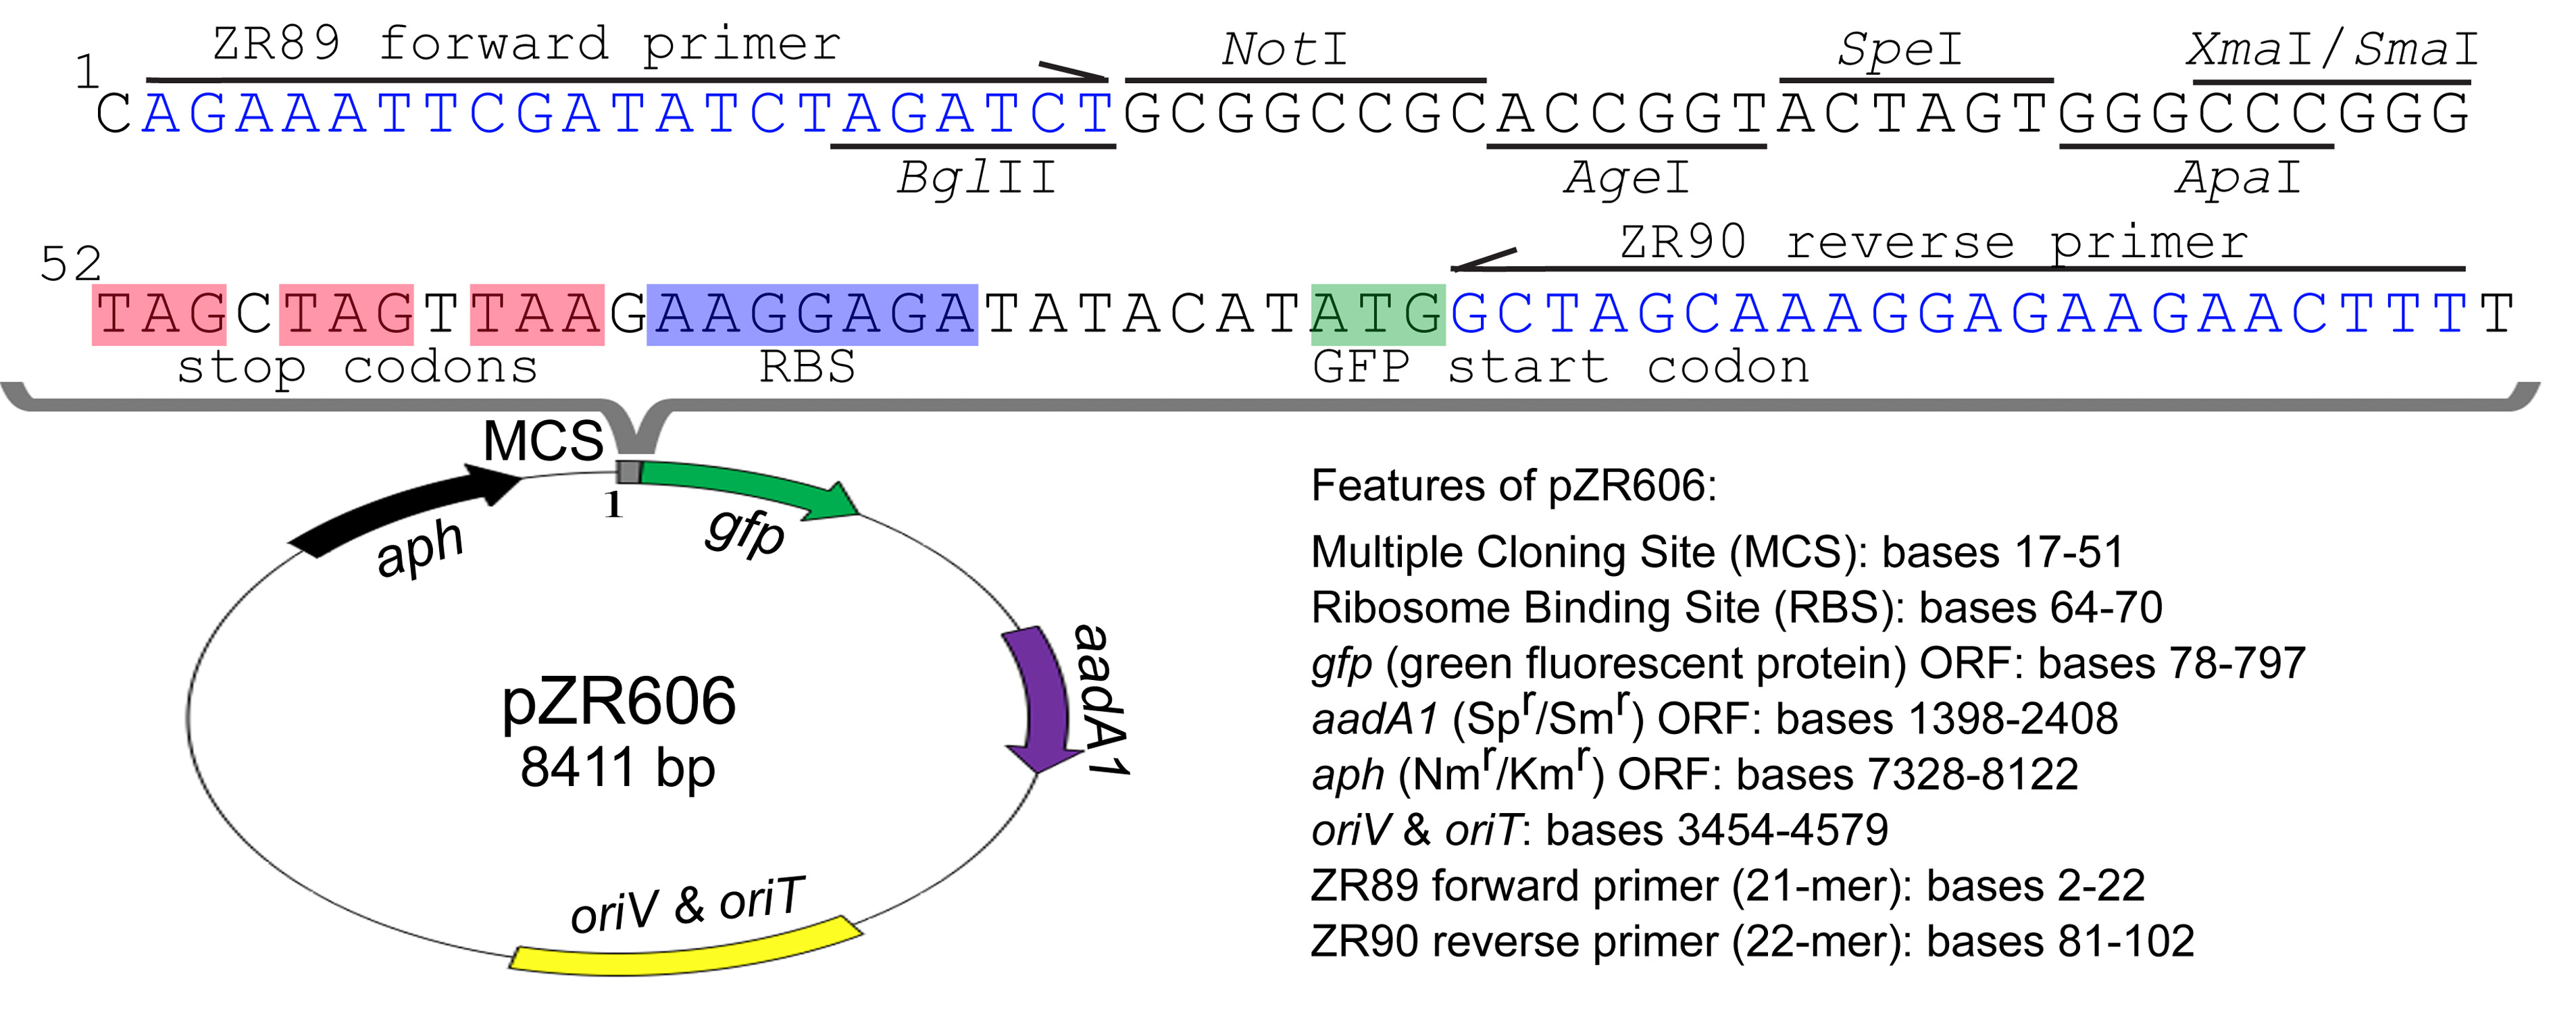 ZR89 forward primer NotI SpeI XmaI/SmaI
1
CAGAAATTCGATATCTAGATCTGCGGCCGCACCGGTACTAGTGGGCCCGGG
BglII AgeI ApaI
ZR90 reverse primer
52
TAGCTAGTTAAGAAGGAGATATACATATGGCTAGCAAAGGAGAAGAACTTTT
stop codons RBS GFP start codon
MCS
1
aph
gfp
aadA1
pZR606
8411 bp
oriV & oriT
Features of pZR606:
Multiple Cloning Site (MCS): bases 17-51
Ribosome Binding Site (RBS): bases 64-70
gfp (green fluorescent protein) ORF: bases 78-797
aadA1 (Spʳ/Smʳ) ORF: bases 1398-2408
aph (Nmʳ/Kmʳ) ORF: bases 7328-8122
oriV & oriT: bases 3454-4579
ZR89 forward primer (21-mer): bases 2-22
ZR90 reverse primer (22-mer): bases 81-102